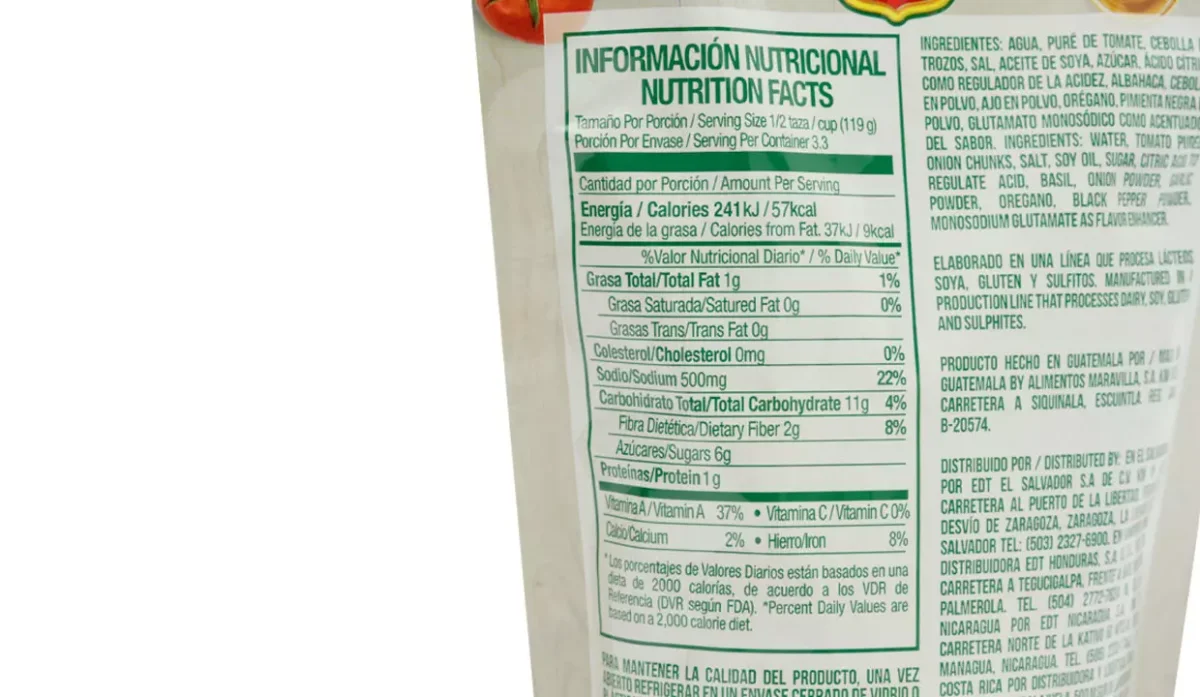 INFORMACIÓN NUTRICIONAL
NUTRITION FACTS
Tamaño Por Porción / Serving Size 1/2 taza / cup (119 g)
Porción Por Envase / Serving Per Container 3.3
Cantidad por Porción / Amount Per Serving
Energía / Calories 241 kJ / 57kcal
Energía de la grasa / Calories from Fat. 37kJ / 9kcal
%Valor Nutricional Diario* / % Daily Value*
Grasa Total/Total Fat 1g 1%
Grasa Saturada/Satured Fat 0g 0%
Grasas Trans/Trans Fat 0g
Colesterol/Cholesterol 0mg 0%
Sodio/Sodium 500mg 22%
Carbohidrato Total/Total Carbohydrate 11g 4%
Fibra Dietética/Dietary Fiber 2g 8%
Azúcares/Sugars 6g
Proteínas/Protein 1 g
Vitamina A / Vitamin A 37% • Vitamina C / Vitamin C 0%
Calcio/Calcium 2% • Hierro/Iron 8%
*Los porcentajes de Valores Diarios están basados en una
dieta de 2000 calorías, de acuerdo a los VDR de
Referencia (DVR según FDA). *Percent Daily Values are
based on a 2,000 calorie diet.
PARA MANTENER LA CALIDAD DEL PRODUCTO, UNA VEZ
ABIERTO REFRIGERAR EN UN ENVASE CERRADO DE VIDRIO O
INGREDIENTES: AGUA, PURÉ DE TOMATE, CEBOLLA
TROZOS, SAL, ACEITE DE SOYA, AZÚCAR, ÁCIDO
COMO REGULADOR DE LA ACIDEZ, ALBAHACA,
EN POLVO, AJO EN POLVO, ORÉGANO, PIMIENTA NEGRA
POLVO, GLUTAMATO MONOSÓDICO COMO
DEL SABOR. INGREDIENTS: WATER, TOMATO
ONION CHUNKS, SALT, SOY OIL, SUGAR, CITRIC ACID
REGULATE ACID, BASIL, ONION POWDER, GARLIC
POWDER, OREGANO, BLACK PEPPER POWDER,
MONOSODIUM GLUTAMATE AS FLAVOR ENHANCER.
ELABORADO EN UNA LÍNEA QUE PROCESA LÁCTEOS
SOYA, GLUTEN Y SULFITOS. MANUFACTURED IN
PRODUCTION LINE THAT PROCESSES DAIRY, SOY,
AND SULPHITES.
PRODUCTO HECHO EN GUATEMALA POR /
GUATEMALA BY ALIMENTOS MARAVILLA, S.A.
CARRETERA A SIQUINALA, ESCUINTLA
B-20574.
DISTRIBUIDO POR / DISTRIBUTED BY: EN EL
POR EDT EL SALVADOR S.A DE C.V.
CARRETERA AL PUERTO DE LA LIBERTAD,
DESVÍO DE ZARAGOZA, ZARAGOZA, LA
SALVADOR TEL: (503) 2327-6900. EN
DISTRIBUIDORA EDT HONDURAS, S.A
CARRETERA A TEGUCIGALPA, FRENTE A
PALMEROLA. TEL. (504)
NICARAGUA POR EDT NICARAGUA
CARRETERA NORTE DE LA
MANAGUA, NICARAGUA. TEL. (505)
COSTA RICA POR DISTRIBUIDORA